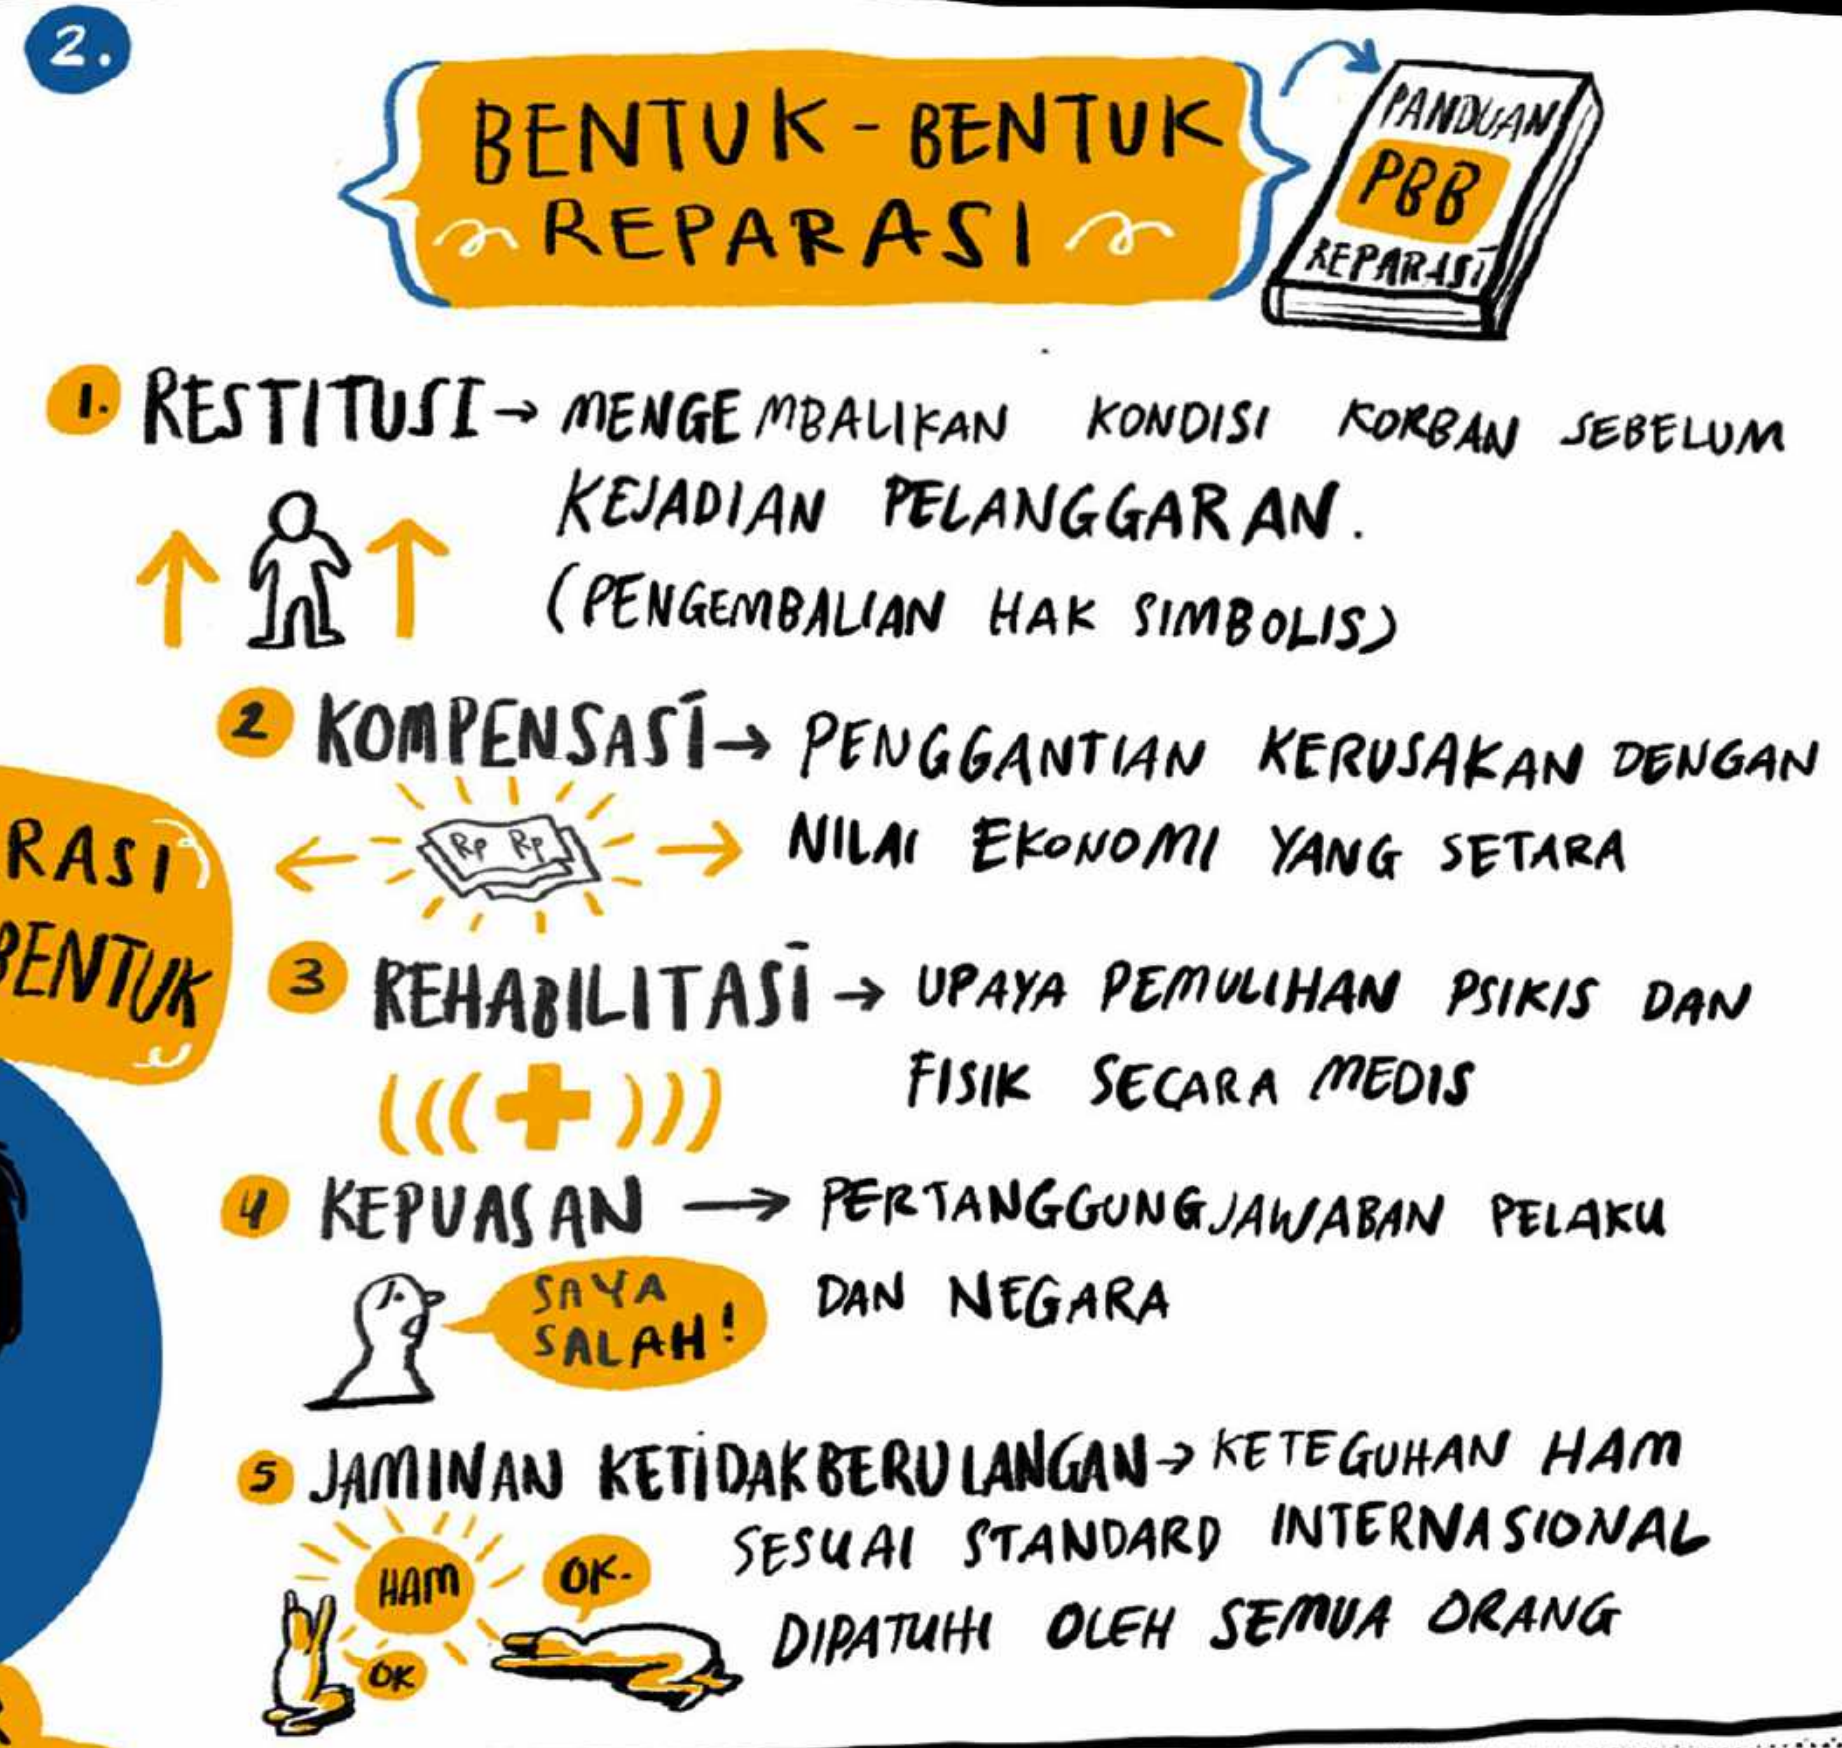 2.
BENTUK - BENTUK
REPARASI
PANDUAN
PBB
REPARASI
1. RESTITUSI → MENGEMBALIKAN KONDISI KORBAN SEBELUM
KEJADIAN PELANGGARAN.
(PENGEMBALIAN HAK SIMBOLIS)
2 KOMPENSASI → PENGGANTIAN KERUSAKAN DENGAN
NILAI EKONOMI YANG SETARA
Rp Rp
RASI
BENTUK
3 REHABILITASI → UPAYA PEMULIHAN PSIKIS DAN
FISIK SECARA MEDIS
4 KEPUASAN → PERTANGGUNGJAWABAN PELAKU
DAN NEGARA
SAYA
SALAH!
5 JAMINAN KETIDAKBERULANGAN → KETEGUHAN HAM
SESUAI STANDARD INTERNASIONAL
DIPATUHI OLEH SEMUA ORANG
HAM
OK.
OK